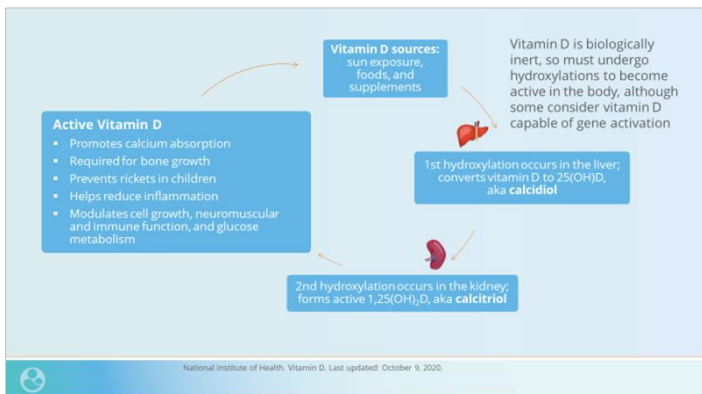 Vitamin D sources:
sun exposure,
foods, and
supplements
Vitamin D is biologically
inert, so must undergo
hydroxylations to become
active in the body, although
some consider vitamin D
capable of gene activation
1st hydroxylation occurs in the liver;
converts vitamin D to 25(OH)D,
aka calcidiol
2nd hydroxylation occurs in the kidney;
forms active 1,25(OH)₂D, aka calcitriol
Active Vitamin D
▪ Promotes calcium absorption
▪ Required for bone growth
▪ Prevents rickets in children
▪ Helps reduce inflammation
▪ Modulates cell growth, neuromuscular
and immune function, and glucose
metabolism
National Institute of Health. Vitamin D. Last updated: October 9, 2020.